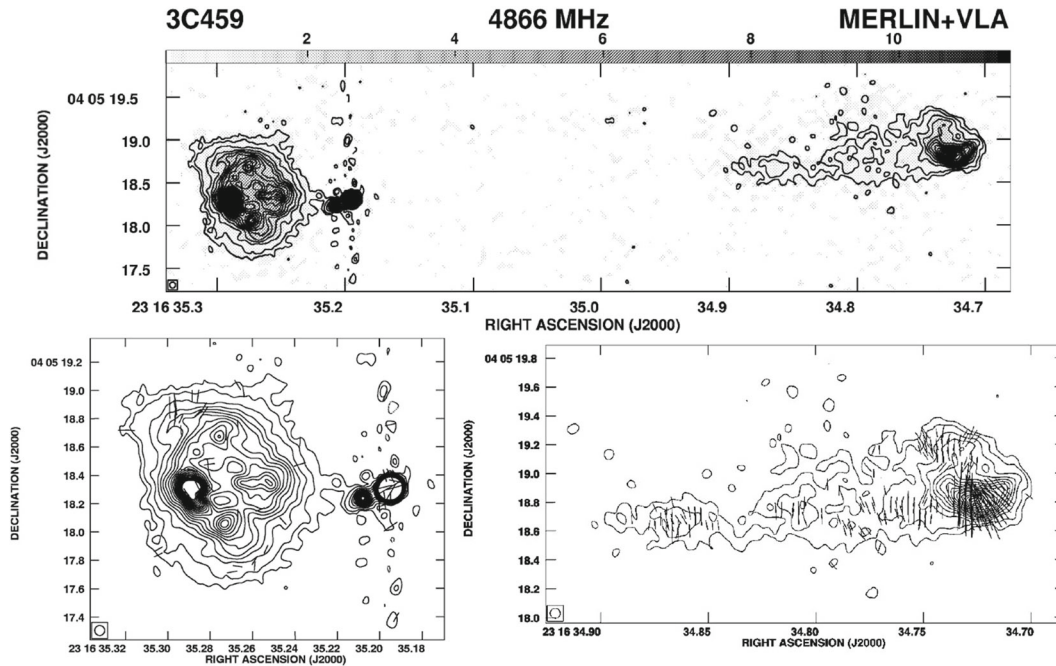 3C459 4866 MHz MERLIN+VLA
2 4 6 8 10
DECLINATION (J2000)
04 05 19.5
19.0
18.5
18.0
17.5
23 16 35.3 35.2 35.1 35.0 34.9 34.8 34.7
RIGHT ASCENSION (J2000)
DECLINATION (J2000)
04 05 19.2
19.0
18.8
18.6
18.4
18.2
18.0
17.8
17.6
17.4
23 16 35.32 35.30 35.28 35.26 35.24 35.22 35.20 35.18
RIGHT ASCENSION (J2000)
DECLINATION (J2000)
04 05 19.8
19.6
19.4
19.2
19.0
18.8
18.6
18.4
18.2
18.0
23 16 34.90 34.85 34.80 34.75 34.70
RIGHT ASCENSION (J2000)